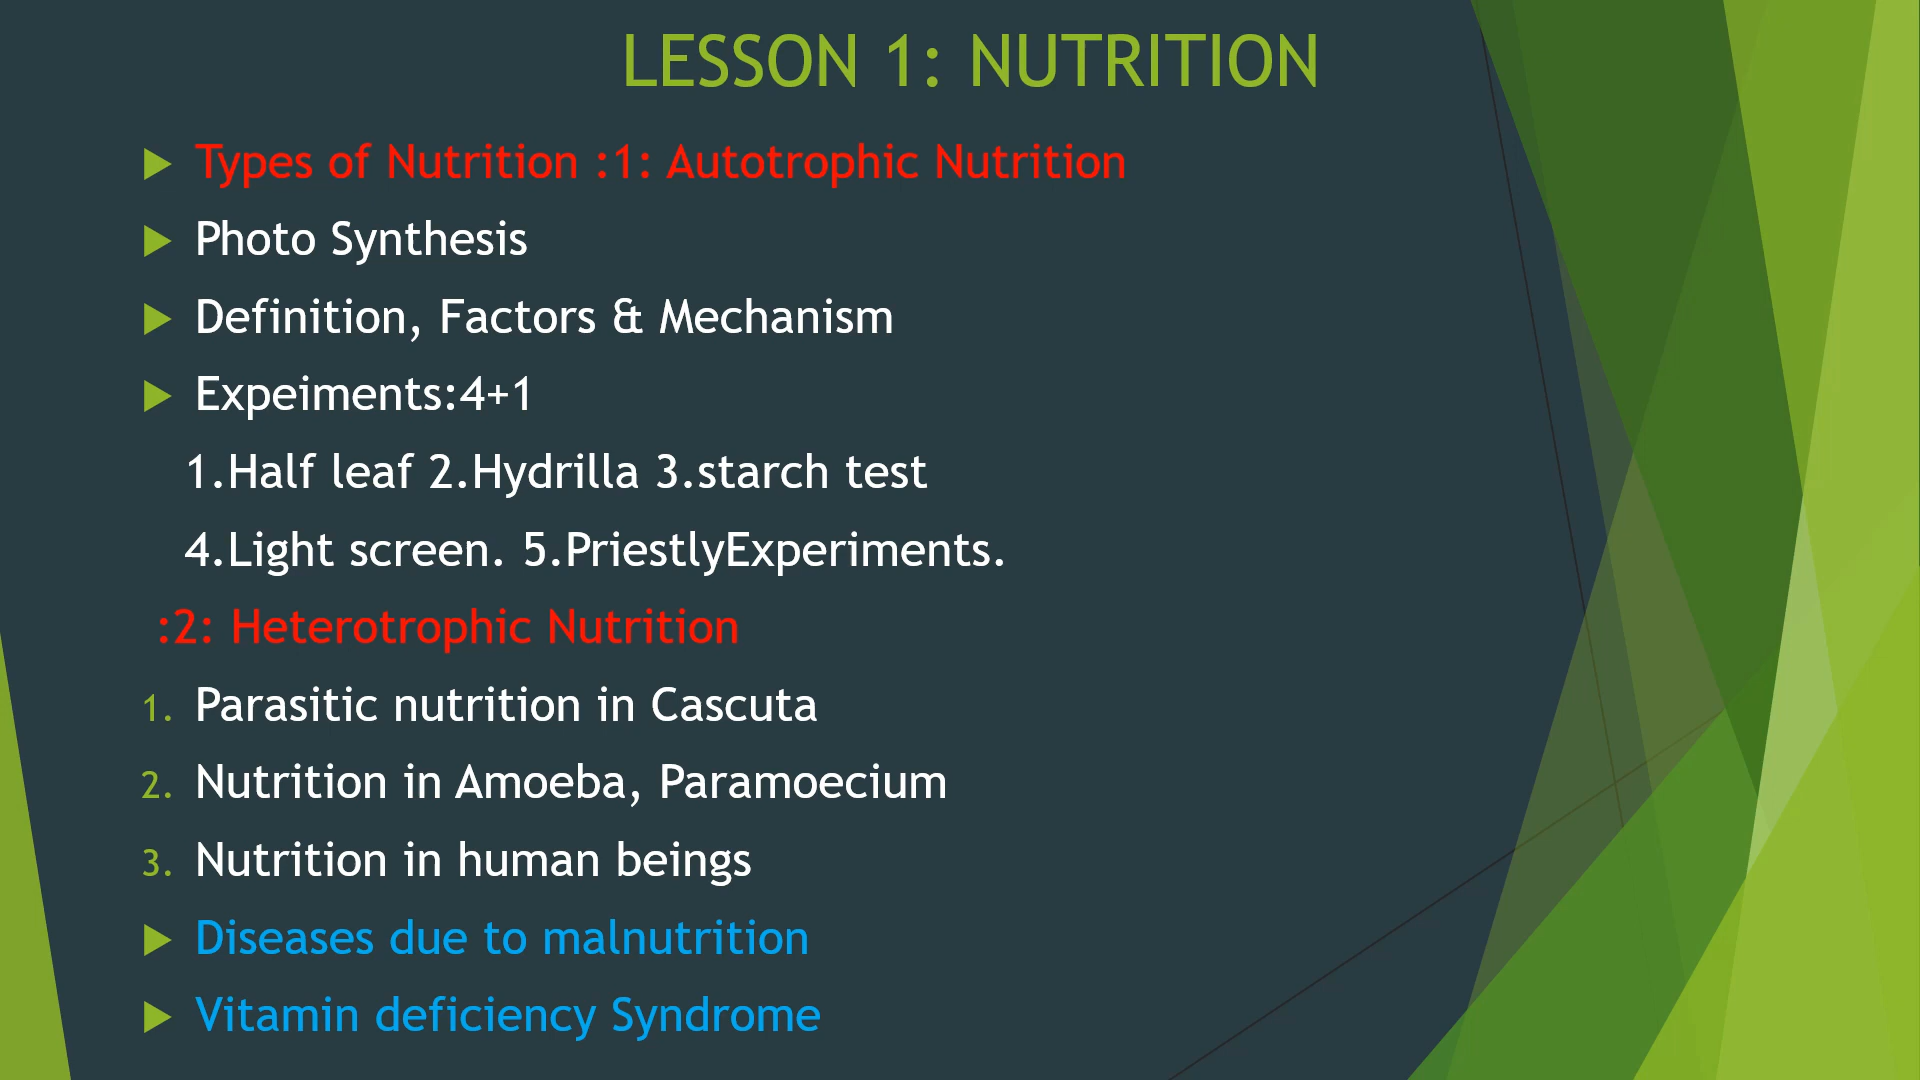 LESSON 1: NUTRITION
Types of Nutrition :1: Autotrophic Nutrition
Photo Synthesis
Definition, Factors & Mechanism
Expeiments:4+1
1.Half leaf 2.Hydrilla 3.starch test
4.Light screen. 5.PriestlyExperiments.
:2: Heterotrophic Nutrition
1. Parasitic nutrition in Cascuta
2. Nutrition in Amoeba, Paramoecium
3. Nutrition in human beings
Diseases due to malnutrition
Vitamin deficiency Syndrome